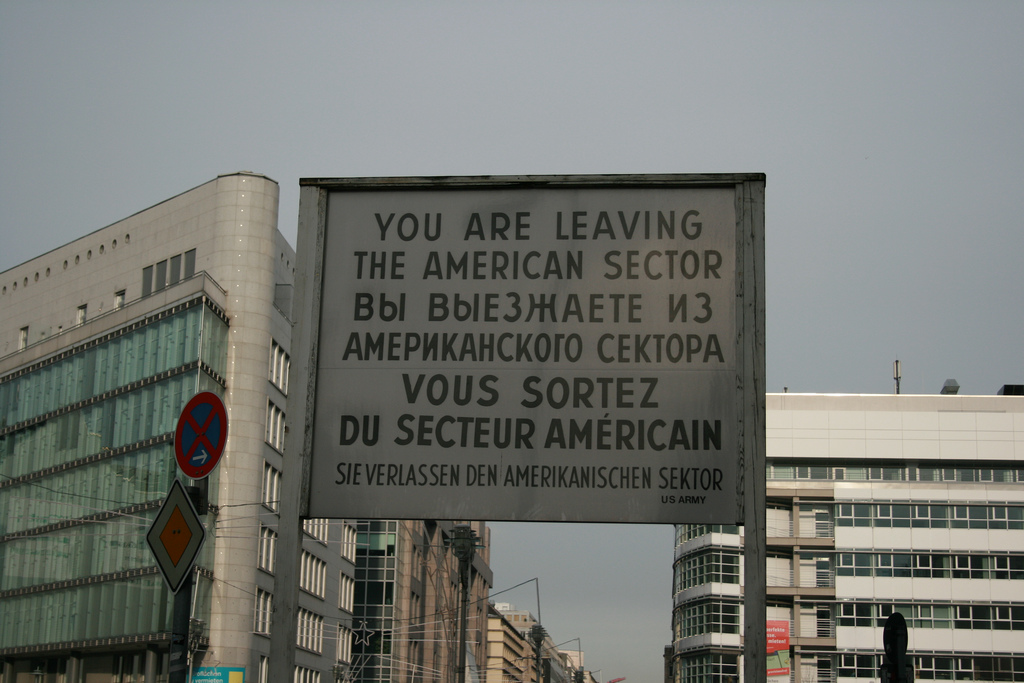 YOU ARE LEAVING
THE AMERICAN SECTOR
ВЫ ВЫЕЗЖАЕТЕ ИЗ
АМЕРИКАНСКОГО СЕКТОРА
VOUS SORTEZ
DU SECTEUR AMÉRICAIN
SIE VERLASSEN DEN AMERIKANISCHEN SEKTOR
US ARMY
vermieten